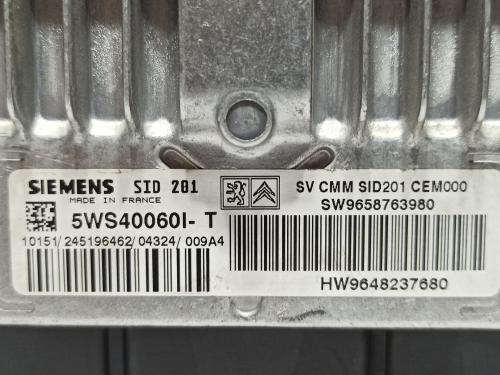 SIEMENS SID 201
MADE IN FRANCE
5WS40060I- T
10151/245196462/04324/009A4
SV CMM SID201 CEM000
SW9658763980
HW9648237680